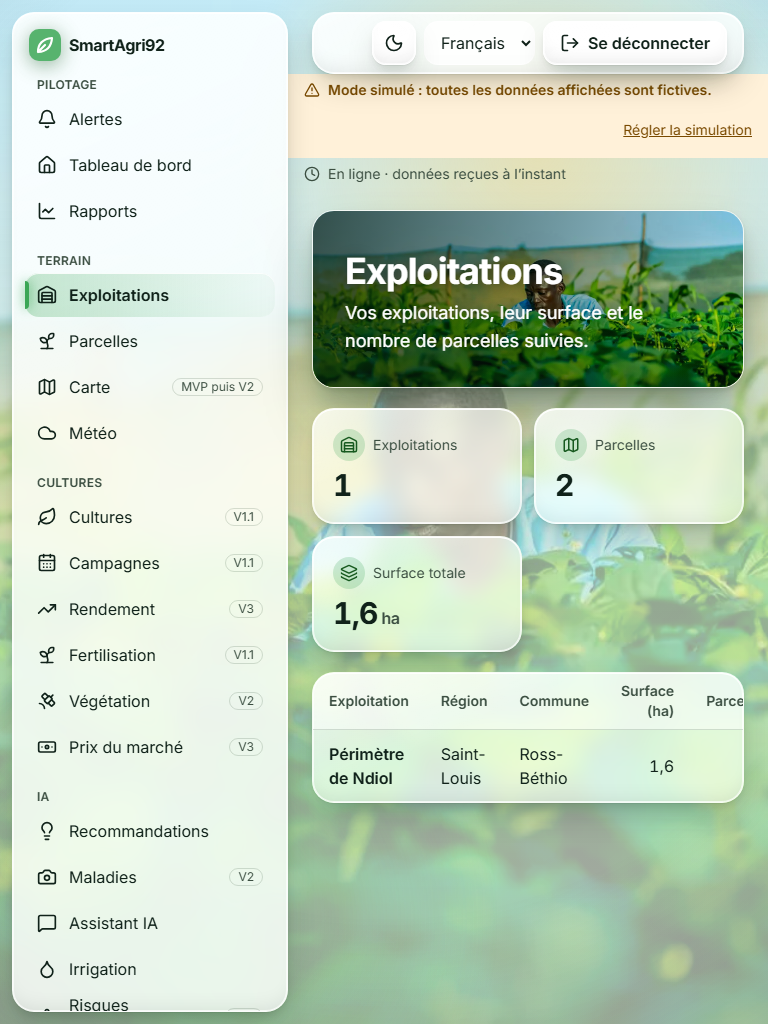 SmartAgri92
PILOTAGE
Alertes
Tableau de bord
Rapports
TERRAIN
Exploitations
Parcelles
Carte MVP puis V2
Météo
CULTURES
Cultures V1.1
Campagnes V1.1
Rendement V3
Fertilisation V1.1
Végétation V2
Prix du marché V3
IA
Recommandations
Maladies V2
Assistant IA
Irrigation
Risques
Français Se déconnecter
Mode simulé : toutes les données affichées sont fictives.
Régler la simulation
En ligne · données reçues à l’instant
Exploitations
Vos exploitations, leur surface et le
nombre de parcelles suivies.
Exploitations
1
Parcelles
2
Surface totale
1,6 ha
Exploitation Région Commune Surface (ha) Parce
Périmètre Saint- Ross- 1,6
de Ndiol Louis Béthio